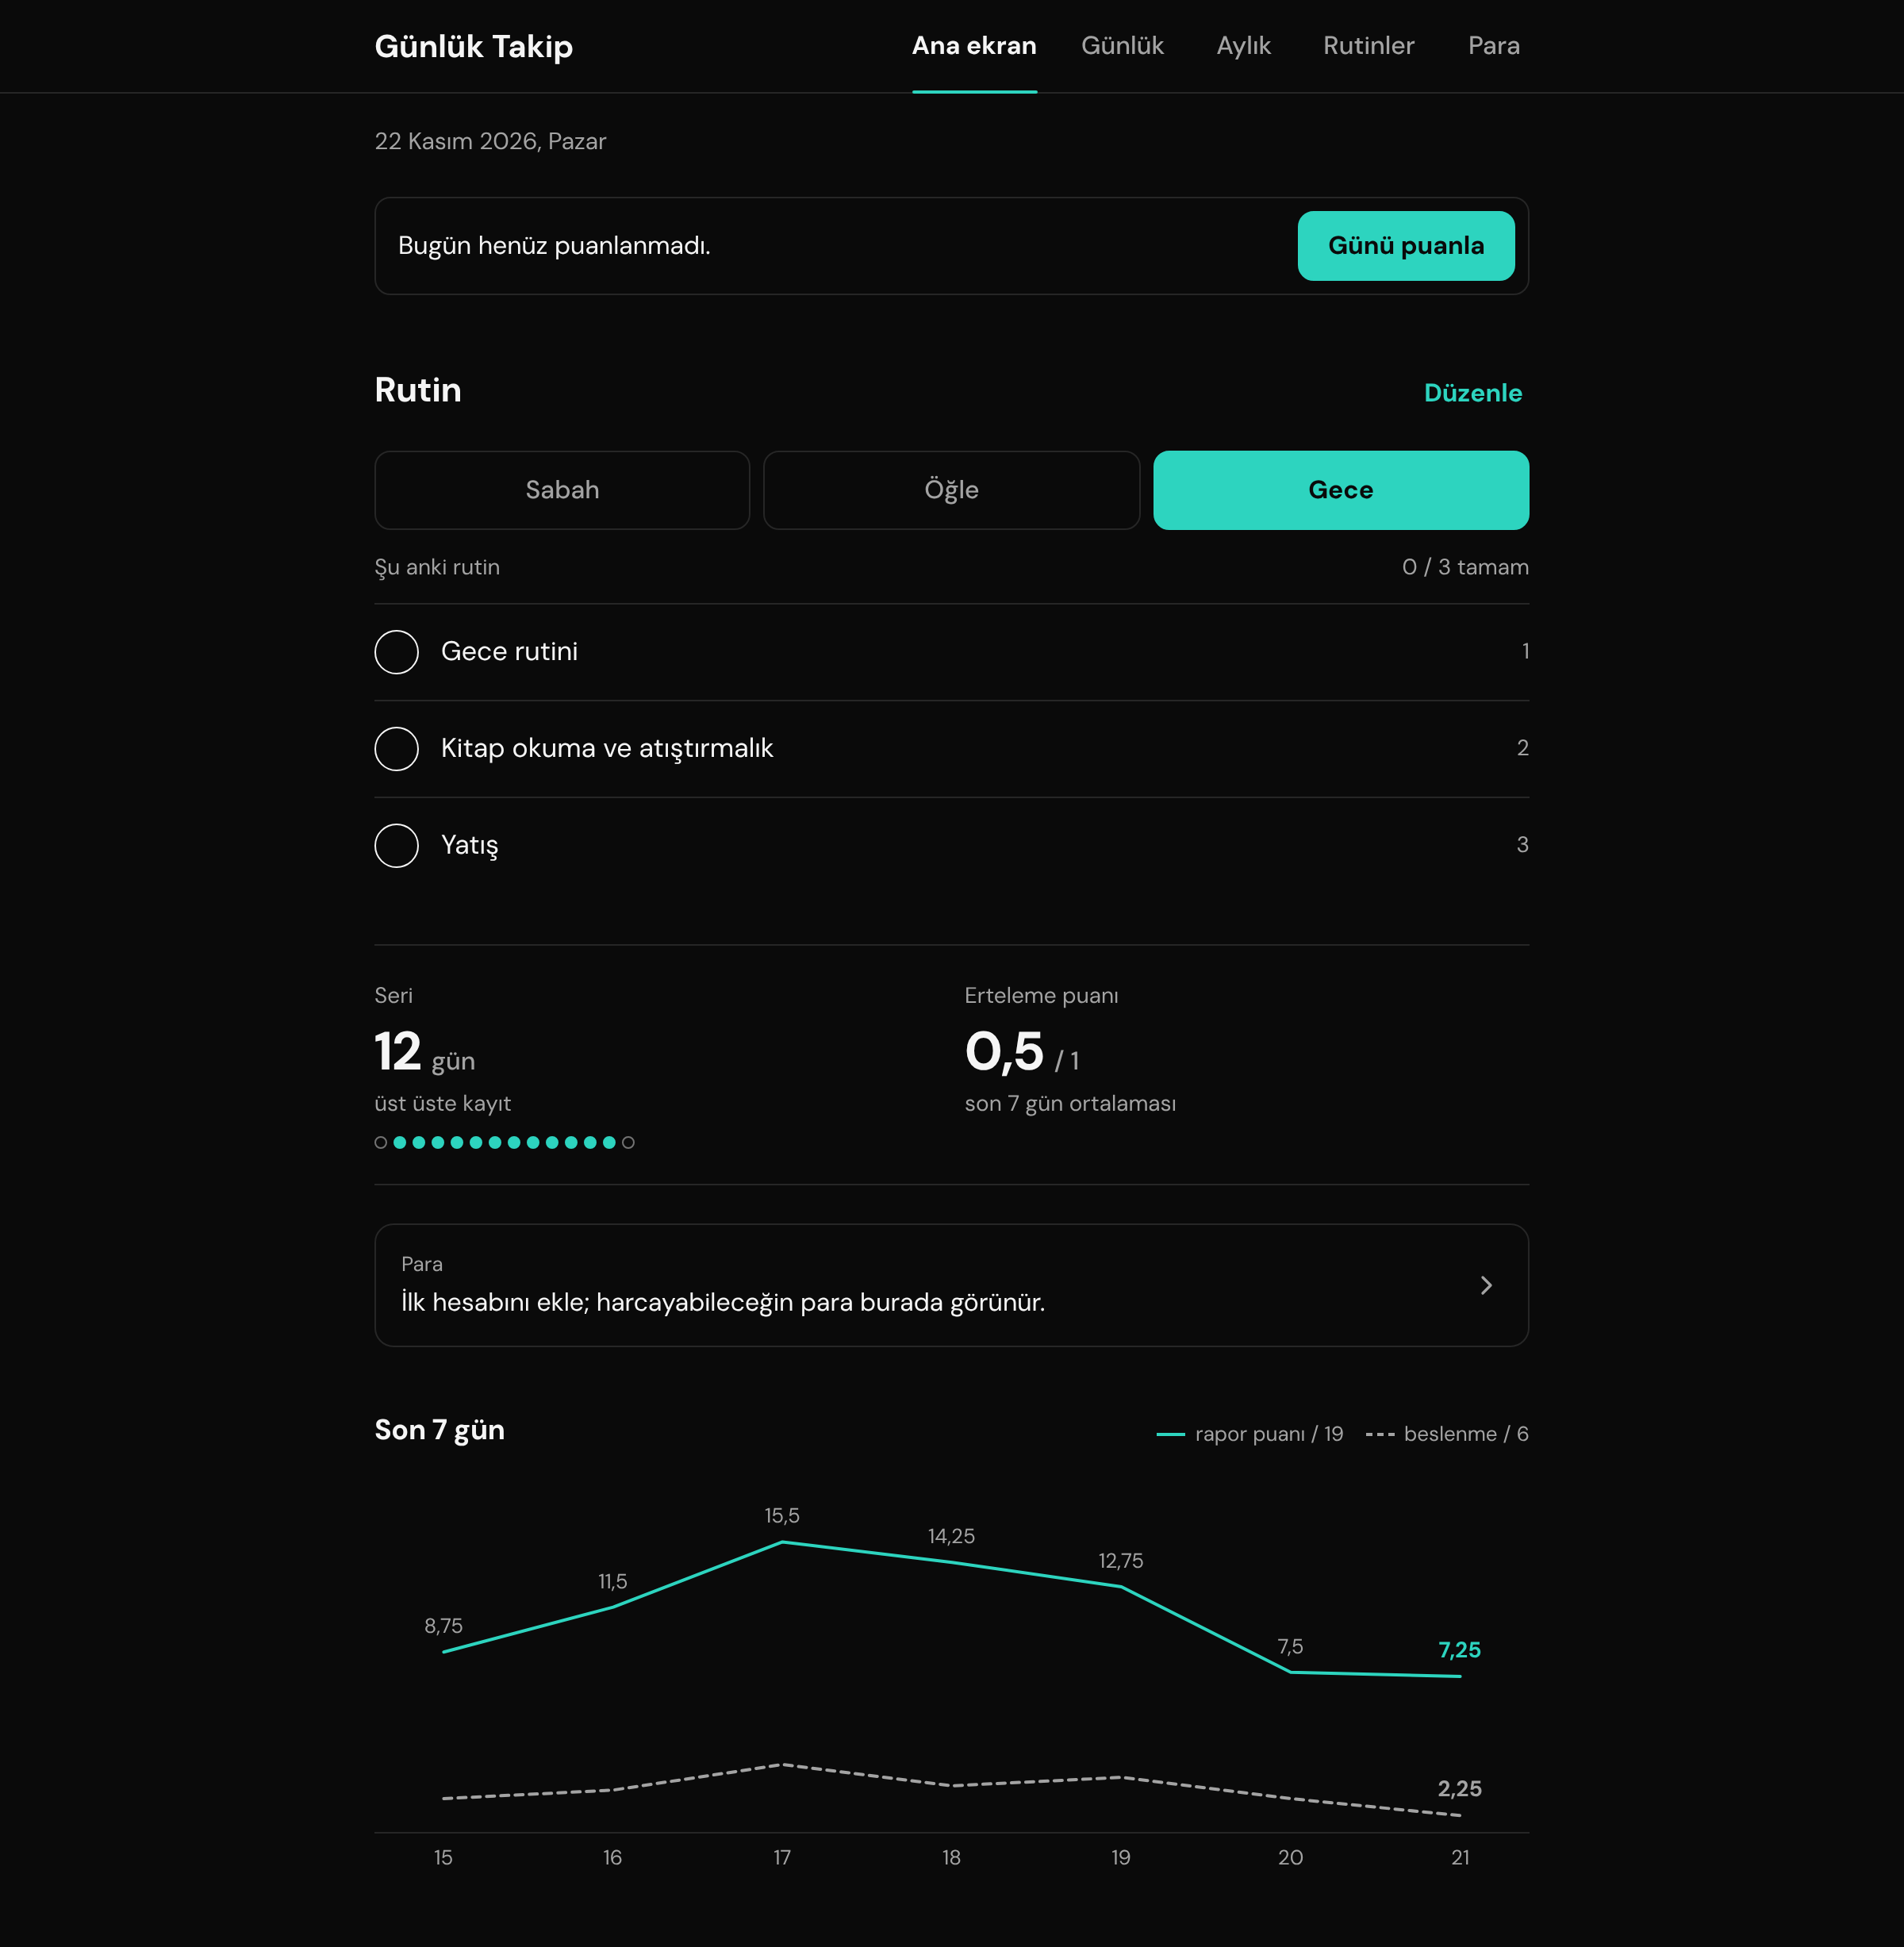 Günlük Takip
Ana ekran Günlük Aylık Rutinler Para
22 Kasım 2026, Pazar
Bugün henüz puanlanmadı.
Günü puanla
Rutin
Düzenle
Sabah
Öğle
Gece
Şu anki rutin
0 / 3 tamam
Gece rutini 1
Kitap okuma ve atıştırmalık 2
Yatış 3
Seri
12 gün
üst üste kayıt
Erteleme puanı
0,5 / 1
son 7 gün ortalaması
Para
İlk hesabını ekle; harcayabileceğin para burada görünür.
Son 7 gün
rapor puanı / 19
beslenme / 6
8,75
11,5
15,5
14,25
12,75
7,5
7,25
2,25
15 16 17 18 19 20 21